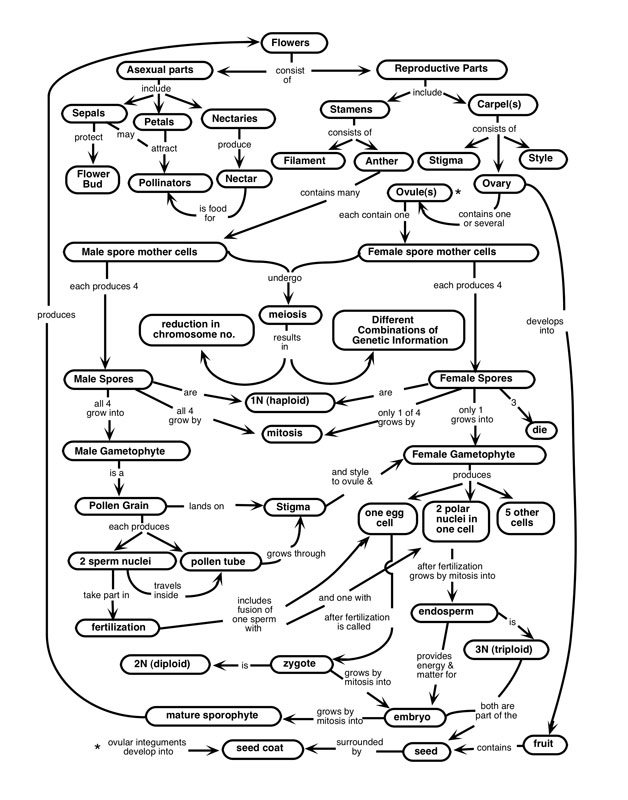 Flowers
Asexual parts
consist
of
Reproductive Parts
include
include
Sepals
Petals
Nectaries
Stamens
Carpel(s)
protect
may
attract
produce
consists of
consists of
Flower
Bud
Pollinators
Nectar
Filament
Anther
Stigma
Style
Ovary
is food
for
contains many
Ovule(s)
*
each contain one
contains one
or several
Male spore mother cells
Female spore mother cells
undergo
each produces 4
each produces 4
produces
meiosis
develops
into
reduction in
chromosome no.
results
in
Different
Combinations of
Genetic Information
Male Spores
Female Spores
are
1N (haploid)
are
all 4
grow into
all 4
grow by
mitosis
only 1 of 4
grows by
only 1
grows into
3
die
Male Gametophyte
Female Gametophyte
is a
and style
to ovule &
produces
Pollen Grain
lands on
Stigma
one egg
cell
2 polar
nuclei in
one cell
5 other
cells
each produces
2 sperm nuclei
pollen tube
grows through
take part in
travels
inside
after fertilization
grows by mitosis into
fertilization
includes
fusion of
one sperm
with
and one with
after fertilization
is called
endosperm
is
3N (triploid)
2N (diploid)
is
zygote
grows by
mitosis into
provides
energy &
matter for
mature sporophyte
grows by
mitosis into
embryo
both are
part of the
* ovular integuments
develop into
seed coat
surrounded
by
seed
contains
fruit